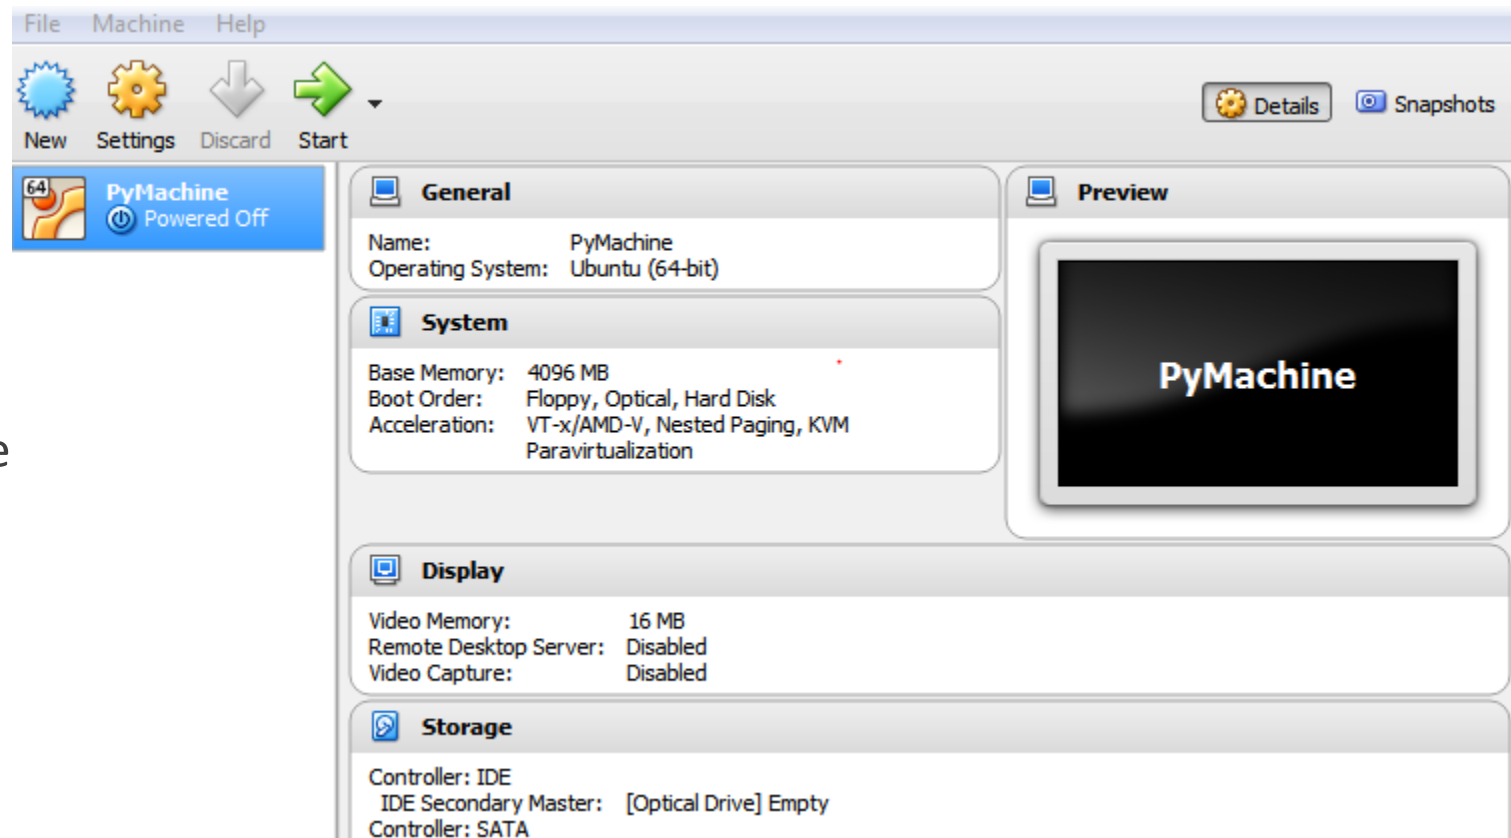 File Machine Help
New Settings Discard Start
Details Snapshots
64
PyMachine
Powered Off
General
Name: PyMachine
Operating System: Ubuntu (64-bit)
System
Base Memory: 4096 MB
Boot Order: Floppy, Optical, Hard Disk
Acceleration: VT-x/AMD-V, Nested Paging, KVM
Paravirtualization
Preview
PyMachine
Display
Video Memory: 16 MB
Remote Desktop Server: Disabled
Video Capture: Disabled
Storage
Controller: IDE
IDE Secondary Master: [Optical Drive] Empty
Controller: SATA
e